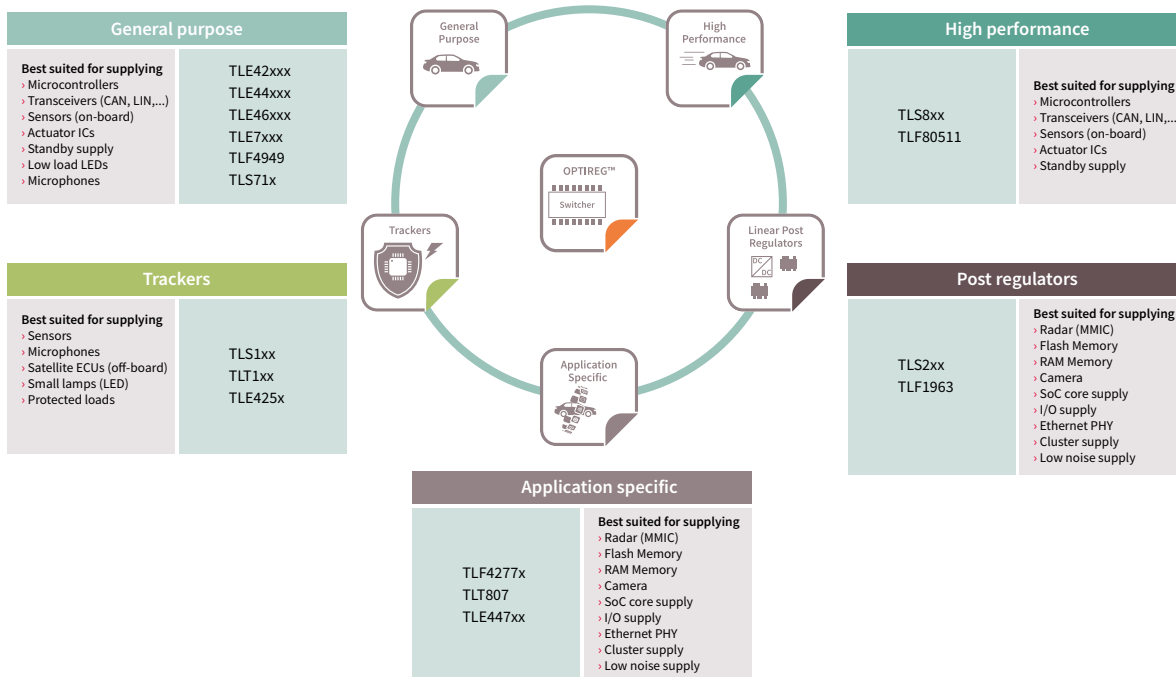 General purpose
Best suited for supplying
› Microcontrollers
› Transceivers (CAN, LIN,...)
› Sensors (on-board)
› Actuator ICs
› Standby supply
› Low load LEDs
› Microphones
TLE42xxx
TLE44xxx
TLE46xxx
TLE7xxx
TLF4949
TLS71x
General
Purpose
High
Performance
OPTIREG™
Switcher
Trackers
Linear Post
Regulators
DC
DC
Application
Specific
High performance
TLS8xx
TLF80511
Best suited for supplying
› Microcontrollers
› Transceivers (CAN, LIN,...
› Sensors (on-board)
› Actuator ICs
› Standby supply
Trackers
Best suited for supplying
› Sensors
› Microphones
› Satellite ECUs (off-board)
› Small lamps (LED)
› Protected loads
TLS1xx
TLT1xx
TLE425x
Post regulators
TLS2xx
TLF1963
Best suited for supplying
› Radar (MMIC)
› Flash Memory
› RAM Memory
› Camera
› SoC core supply
› I/O supply
› Ethernet PHY
› Cluster supply
› Low noise supply
Application specific
TLF4277x
TLT807
TLE447xx
Best suited for supplying
› Radar (MMIC)
› Flash Memory
› RAM Memory
› Camera
› SoC core supply
› I/O supply
› Ethernet PHY
› Cluster supply
› Low noise supply